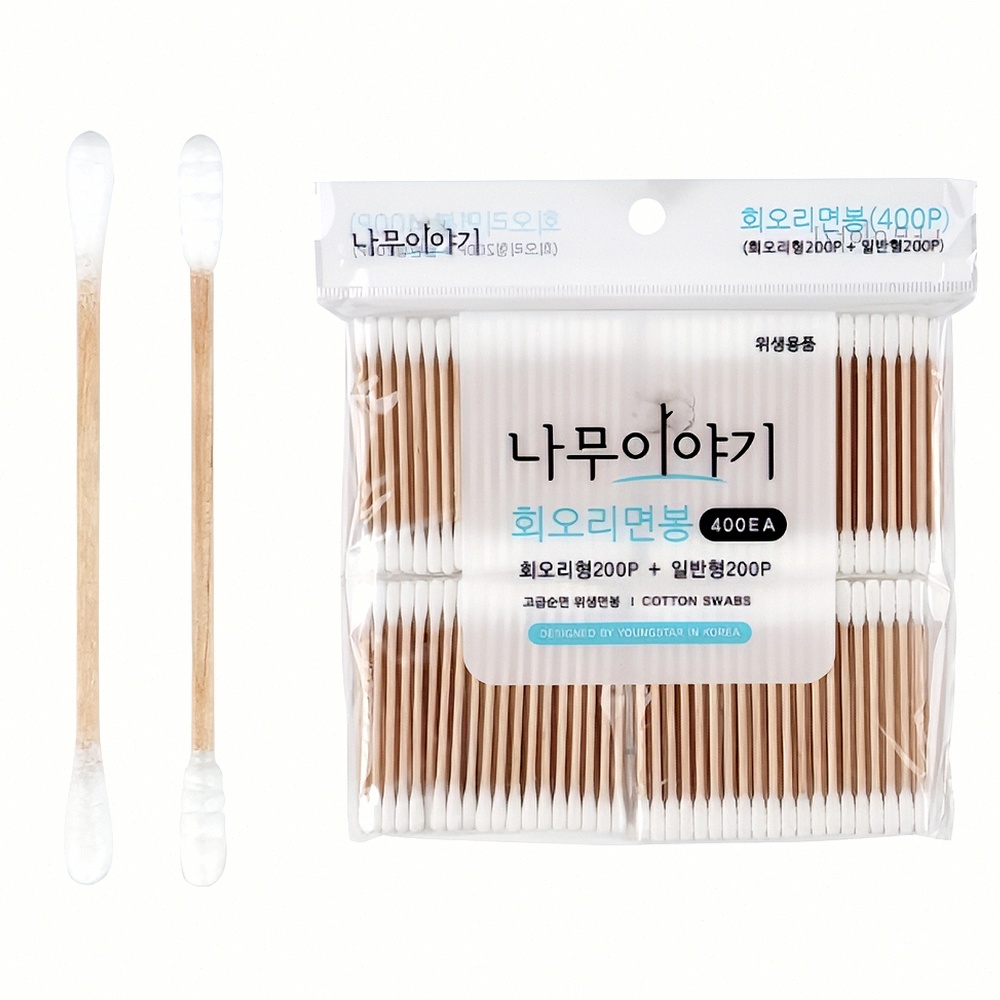 나무이야기
회오리면봉(400P)
(회오리형200P + 일반형200P)
위생용품
나무이야기
회오리면봉 400EA
회오리형200P + 일반형200P
고급순면 위생면봉 | COTTON SWABS
DESIGNED BY YOUNGSTAR IN KOREA